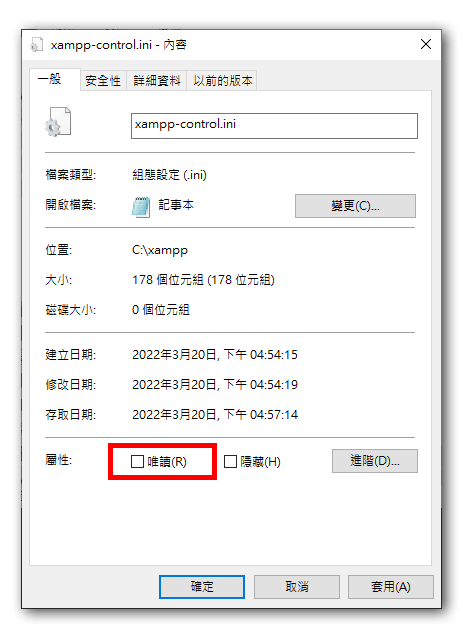 xampp-control.ini - 內容
一般 安全性 詳細資料 以前的版本
xampp-control.ini
檔案類型: 組態設定 (.ini)
開啟檔案: 記事本 變更(C)...
位置: C:\xampp
大小: 178 個位元組 (178 位元組)
磁碟大小: 0 個位元組
建立日期: 2022年3月20日, 下午 04:54:15
修改日期: 2022年3月20日, 下午 04:54:19
存取日期: 2022年3月20日, 下午 04:57:14
屬性: 唯讀(R) 隱藏(H) 進階(D)...
確定 取消 套用(A)